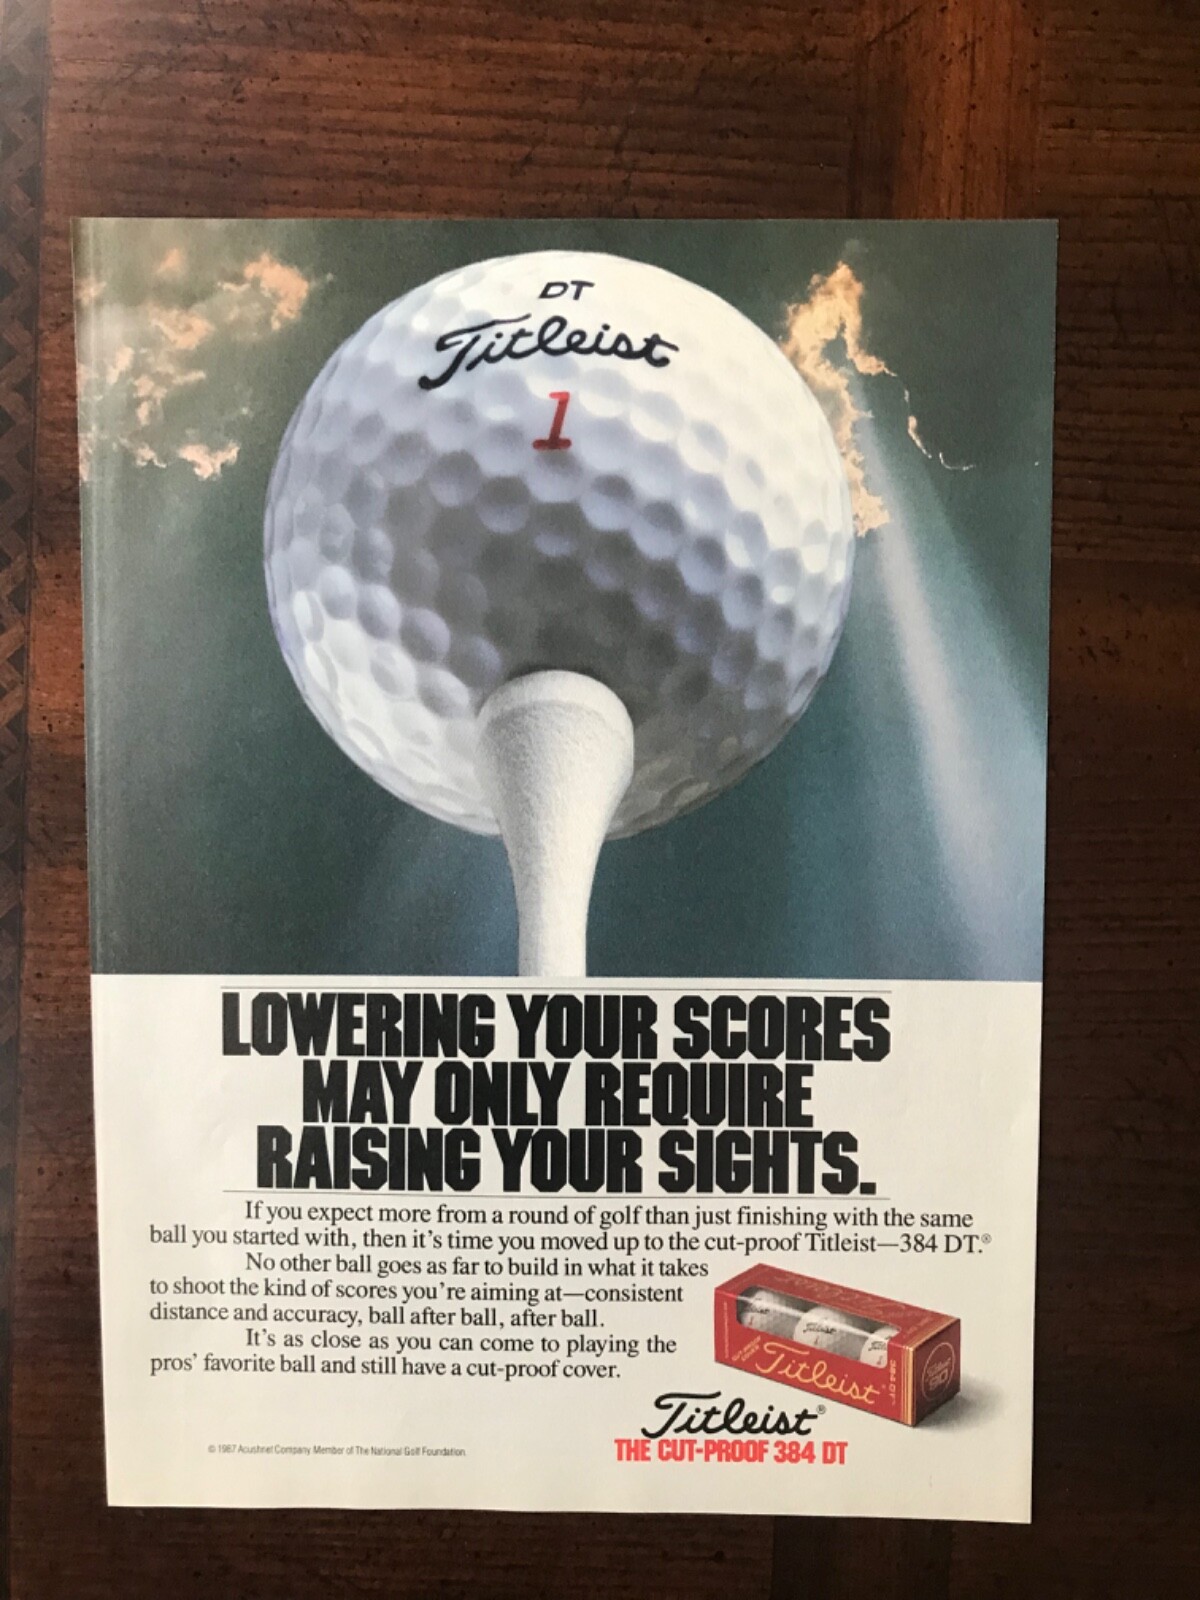 DT
Titleist
1
LOWERING YOUR SCORES
MAY ONLY REQUIRE
RAISING YOUR SIGHTS.
If you expect more from a round of golf than just finishing with the same
ball you started with, then it's time you moved up to the cut-proof Titleist—384 DT.®
No other ball goes as far to build in what it takes
to shoot the kind of scores you're aiming at—consistent
distance and accuracy, ball after ball, after ball.
It's as close as you can come to playing the
pros' favorite ball and still have a cut-proof cover.
Titleist
Titleist
384 DT
Titleist
90
Titleist®
THE CUT-PROOF 384 DT
© 1987 Acushnet Company. Member of The National Golf Foundation.